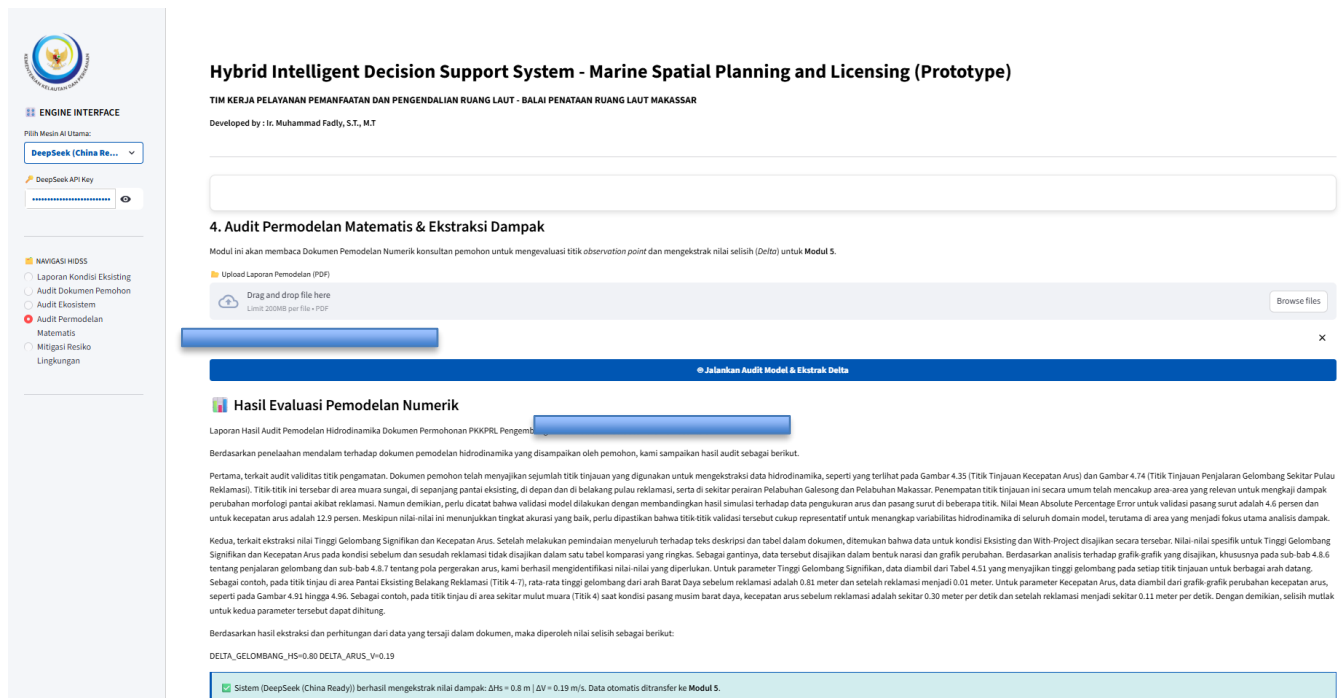 KEMENTERIAN KELAUTAN DAN PERIKANAN
ENGINE INTERFACE
Pilih Mesin AI Utama:
DeepSeek (China Re...
DeepSeek API Key
NAVIGASI HIDSS
Laporan Kondisi Eksisting
Audit Dokumen Pemohon
Audit Ekosistem
Audit Permodelan
Matematis
Mitigasi Resiko
Lingkungan
Hybrid Intelligent Decision Support System - Marine Spatial Planning and Licensing (Prototype)
TIM KERJA PELAYANAN PEMANFAATAN DAN PENGENDALIAN RUANG LAUT - BALAI PENATAAN RUANG LAUT MAKASSAR
Developed by : Ir. Muhammad Fadly, S.T., M.T
4. Audit Permodelan Matematis & Ekstraksi Dampak
Modul ini akan membaca Dokumen Pemodelan Numerik konsultan pemohon untuk mengevaluasi titik observation point dan mengekstrak nilai selisih (Delta) untuk Modul 5.
Upload Laporan Pemodelan (PDF)
Drag and drop file here
Limit 200MB per file • PDF
Browse files
Jalankan Audit Model & Ekstrak Delta
Hasil Evaluasi Pemodelan Numerik
Laporan Hasil Audit Pemodelan Hidrodinamika Dokumen Permohonan PKKPRL
Berdasarkan penelaahan mendalam terhadap dokumen pemodelan hidrodinamika yang disampaikan oleh pemohon, kami sampaikan hasil audit sebagai berikut.
Pertama, terkait audit validitas titik pengamatan. Dokumen pemohon telah menyajikan sejumlah titik tinjauan yang digunakan untuk mengekstraksi data hidrodinamika, seperti yang terlihat pada Gambar 4.35 (Titik Tinjauan Kecepatan Arus) dan Gambar 4.74 (Titik Tinjauan Penjalaran Gelombang Sekitar Pulau
Reklamasi). Titik-titik ini tersebar di area muara sungai, di sepanjang pantai eksisting, di depan dan di belakang pulau reklamasi, serta di sekitar perairan Pelabuhan Galesong dan Pelabuhan Makassar. Penempatan titik tinjauan ini secara umum telah mencakup area-area yang relevan untuk mengkaji dampak
perubahan morfologi pantai akibat reklamasi. Namun demikian, perlu dicatat bahwa validasi model dilakukan dengan membandingkan hasil simulasi terhadap data pengukuran arus dan pasang surut di beberapa titik. Nilai Mean Absolute Percentage Error untuk validasi pasang surut adalah 4.6 persen dan
untuk kecepatan arus adalah 12.9 persen. Meskipun nilai-nilai ini menunjukkan tingkat akurasi yang baik, perlu dipastikan bahwa titik-titik validasi tersebut cukup representatif untuk menangkap variabilitas hidrodinamika di seluruh domain model, terutama di area yang menjadi fokus utama analisis dampak.
Kedua, terkait ekstraksi nilai Tinggi Gelombang Signifikan dan Kecepatan Arus. Setelah melakukan pemindaian menyeluruh terhadap teks deskripsi dan tabel dalam dokumen, ditemukan bahwa data untuk kondisi Eksisting dan With-Project disajikan secara tersebar. Nilai-nilai spesifik untuk Tinggi Gelombang
Signifikan dan Kecepatan Arus pada kondisi sebelum dan sesudah reklamasi tidak disajikan dalam satu tabel komparasi yang ringkas. Sebagai gantinya, data tersebut disajikan dalam bentuk narasi dan grafik perubahan. Berdasarkan analisis terhadap grafik-grafik yang disajikan, khususnya pada sub-bab 4.8.6
tentang penjalaran gelombang dan sub-bab 4.8.7 tentang pola pergerakan arus, kami berhasil mengidentifikasi nilai-nilai yang diperlukan. Untuk parameter Tinggi Gelombang Signifikan, data diambil dari Tabel 4.51 yang menyajikan tinggi gelombang pada setiap titik tinjauan untuk berbagai arah datang.
Sebagai contoh, pada titik tinjau di area Pantai Eksisting Belakang Reklamasi (Titik 4-7), rata-rata tinggi gelombang dari arah Barat Daya sebelum reklamasi adalah 0.81 meter dan setelah reklamasi menjadi 0.01 meter. Untuk parameter Kecepatan Arus, data diambil dari grafik-grafik perubahan kecepatan arus,
seperti pada Gambar 4.91 hingga 4.96. Sebagai contoh, pada titik tinjau di area sekitar mulut muara (Titik 4) saat kondisi pasang musim barat daya, kecepatan arus sebelum reklamasi adalah sekitar 0.30 meter per detik dan setelah reklamasi menjadi sekitar 0.11 meter per detik. Dengan demikian, selisih mutlak
untuk kedua parameter tersebut dapat dihitung.
Berdasarkan hasil ekstraksi dan perhitungan dari data yang tersaji dalam dokumen, maka diperoleh nilai selisih sebagai berikut:
DELTA_GELOMBANG_HS=0.80 DELTA_ARUS_V=0.19
Sistem (DeepSeek (China Ready)) berhasil mengekstrak nilai dampak: ΔHs = 0.8 m | ΔV = 0.19 m/s. Data otomatis ditransfer ke Modul 5.